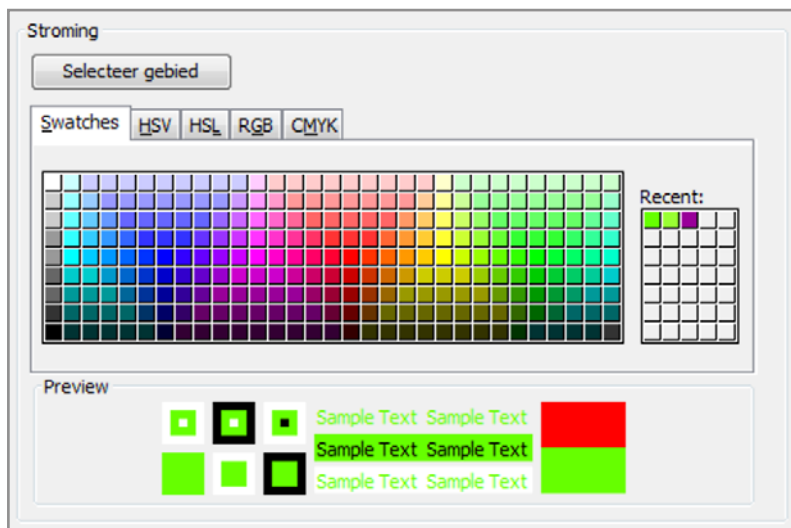 Stroming
Selecteer gebied
Swatches HSV HSL RGB CMYK
Recent:
Preview
Sample Text Sample Text
Sample Text Sample Text
Sample Text Sample Text